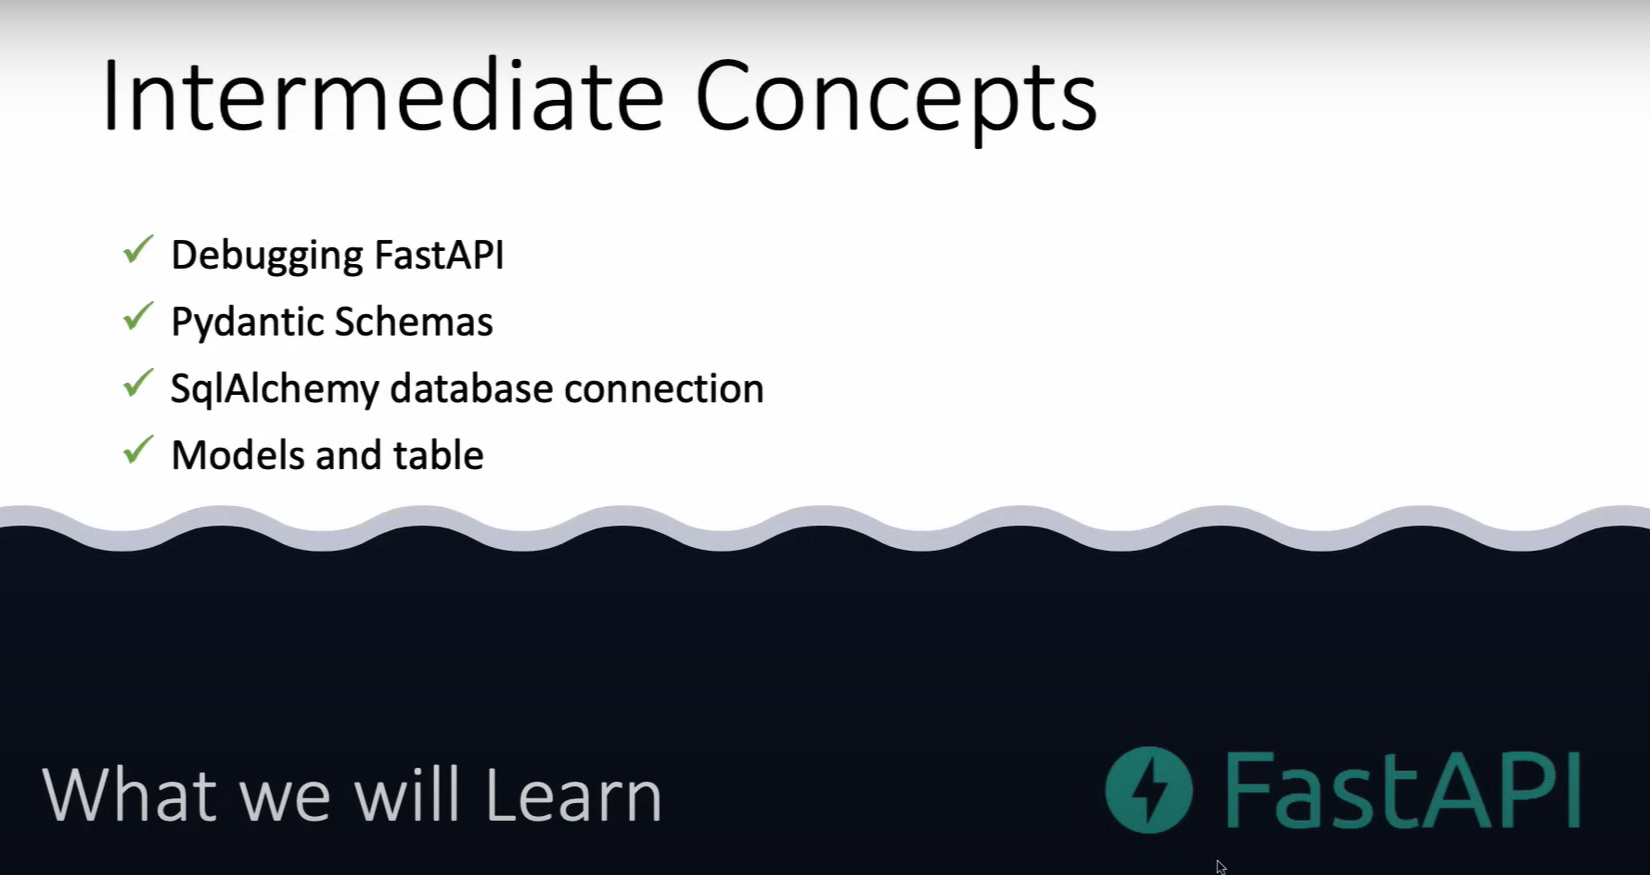 Intermediate Concepts
Debugging FastAPI
Pydantic Schemas
SqlAlchemy database connection
Models and table
What we will Learn
FastAPI